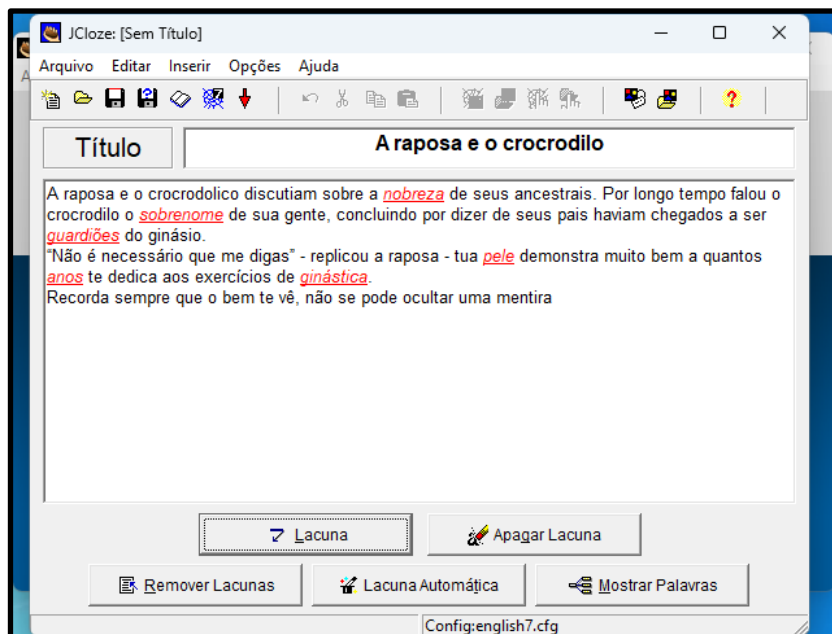 JCloze: [Sem Título]
Arquivo Editar Inserir Opções Ajuda
Título
A raposa e o crocrodilo
A raposa e o crocrodolico discutiam sobre a nobreza de seus ancestrais. Por longo tempo falou o
crocrodilo o sobrenome de sua gente, concluindo por dizer de seus pais haviam chegados a ser
guardiões do ginásio.
“Não é necessário que me digas” - replicou a raposa - tua pele demonstra muito bem a quantos
anos te dedica aos exercícios de ginástica.
Recorda sempre que o bem te vê, não se pode ocultar uma mentira
Lacuna Apagar Lacuna
Remover Lacunas Lacuna Automática Mostrar Palavras
Config:english7.cfg